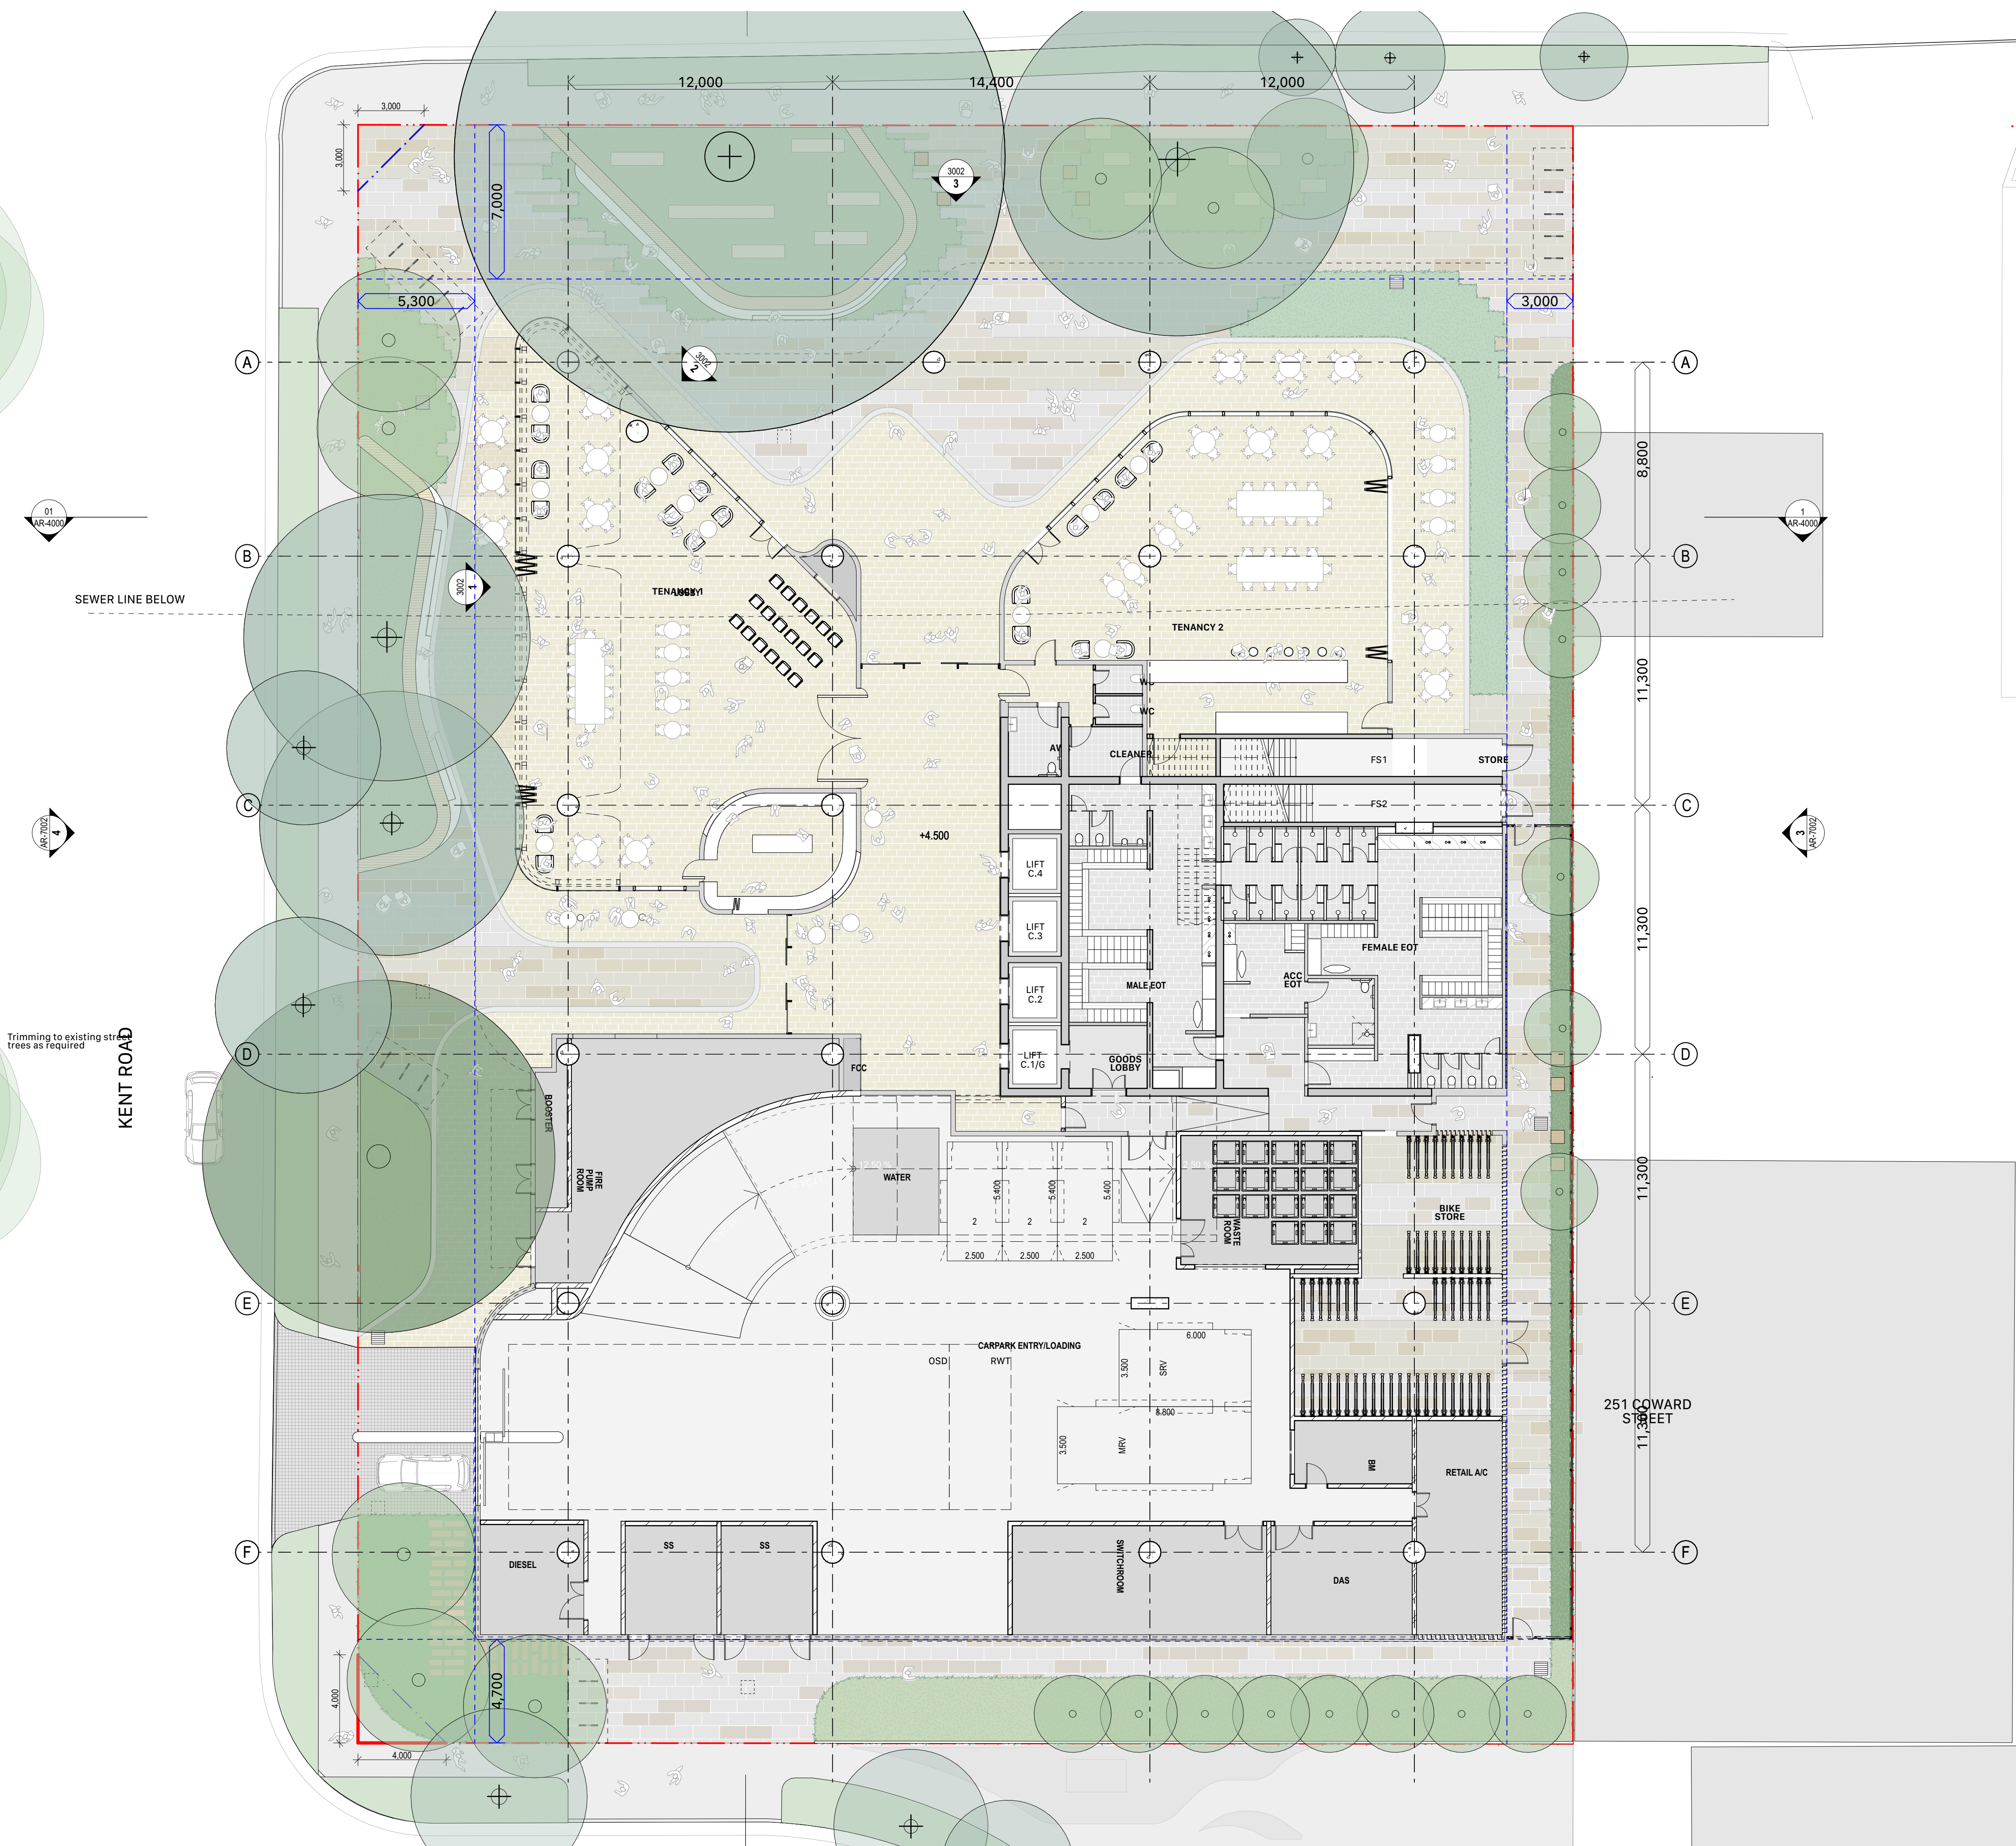 12,000
14,400
12,000
3,000
3,000
7,000
3002
3
5,300
3,000
3002
2
A
A
8,800
01
AR-4000
1
AR-4000
B
B
3002
1
SEWER LINE BELOW
TENANCY 1
LOBBY
TENANCY 2
11,300
WC
WC
CLEANER
FS1
STORE
C
FS2
C
+4.500
AR-7002
4
3
AR-7002
LIFT
C.4
LIFT
C.3
11,300
FEMALE EOT
ACC
EOT
MALE EOT
LIFT
C.2
KENT ROAD
Trimming to existing street
trees as required
D
LIFT
C.1/G
GOODS
LOBBY
D
FCC
BOOSTER
FIRE
PUMP
ROOM
12.50 %
WATER
5.400
5.400
5.400
2
2
2
2.500
2.500
2.500
WASTE
ROOM
BIKE
STORE
11,300
E
E
CARPARK ENTRY/LOADING
6.000
OSD
RWT
3.500
SRV
8.800
3.500
MRV
251 COWARD
STREET
11,300
BM
RETAIL A/C
F
DIESEL
SS
SS
SWITCHROOM
DAS
F
4,700
4,000
4,000